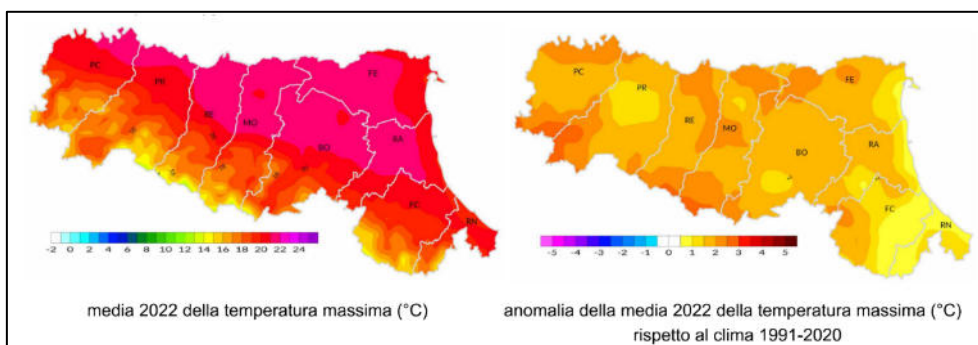 PC
PR
RE
MO
FE
BO
RA
FC
RN
-2 0 2 4 6 8 10 12 14 16 18 20 22 24
media 2022 della temperatura massima (°C)
PC
PR
RE
MO
FE
BO
RA
FC
RN
-5 -4 -3 -2 -1 0 1 2 3 4 5
anomalia della media 2022 della temperatura massima (°C)
rispetto al clima 1991-2020